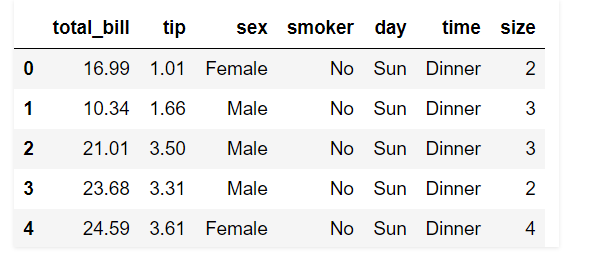 total_bill tip sex smoker day time size
0 16.99 1.01 Female No Sun Dinner 2
1 10.34 1.66 Male No Sun Dinner 3
2 21.01 3.50 Male No Sun Dinner 3
3 23.68 3.31 Male No Sun Dinner 2
4 24.59 3.61 Female No Sun Dinner 4